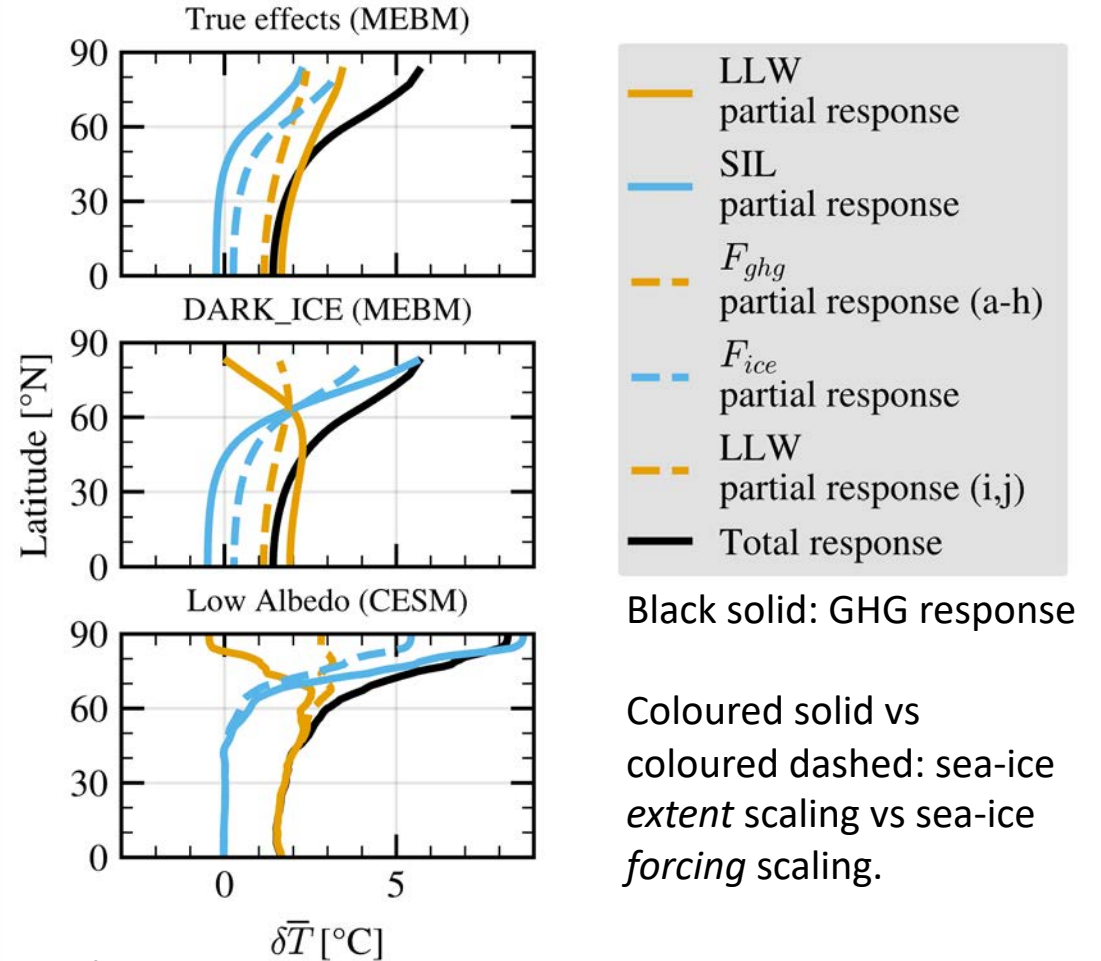 True effects (MEBM)
90
60
30
0
DARK_ICE (MEBM)
90
60
30
0
Low Albedo (CESM)
90
60
30
0
0 5
δT̅ [°C]
Latitude [°N]
LLW
partial response
SIL
partial response
F_ghg
partial response (a-h)
F_ice
partial response
LLW
partial response (i,j)
Total response
Black solid: GHG response
Coloured solid vs
coloured dashed: sea-ice
extent scaling vs sea-ice
forcing scaling.